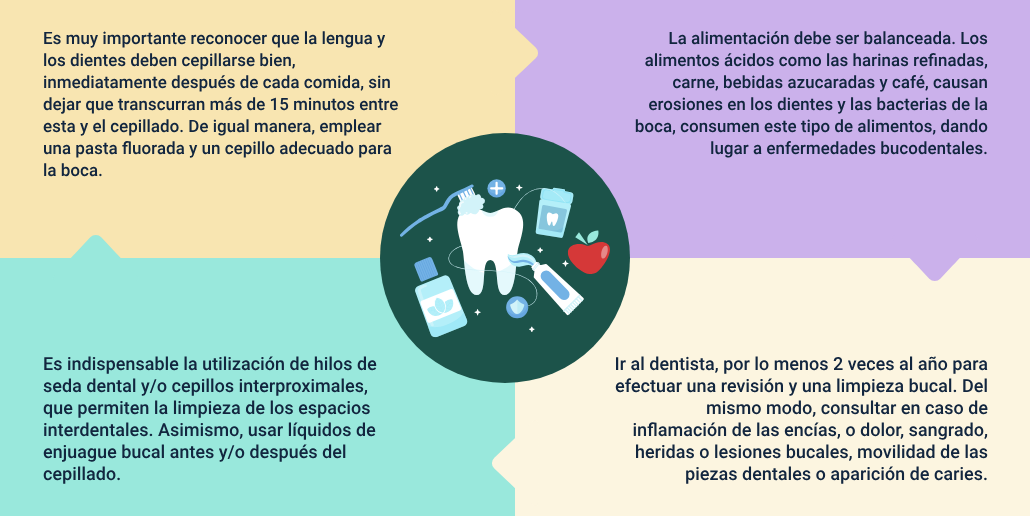 Es muy importante reconocer que la lengua y
los dientes deben cepillarse bien,
inmediatamente después de cada comida, sin
dejar que transcurran más de 15 minutos entre
esta y el cepillado. De igual manera, emplear
una pasta fluorada y un cepillo adecuado para
la boca.
La alimentación debe ser balanceada. Los
alimentos ácidos como las harinas refinadas,
carne, bebidas azucaradas y café, causan
erosiones en los dientes y las bacterias de la
boca, consumen este tipo de alimentos, dando
lugar a enfermedades bucodentales.
Es indispensable la utilización de hilos de
seda dental y/o cepillos interproximales,
que permiten la limpieza de los espacios
interdentales. Asimismo, usar líquidos de
enjuague bucal antes y/o después del
cepillado.
Ir al dentista, por lo menos 2 veces al año para
efectuar una revisión y una limpieza bucal. Del
mismo modo, consultar en caso de
inflamación de las encías, o dolor, sangrado,
heridas o lesiones bucales, movilidad de las
piezas dentales o aparición de caries.